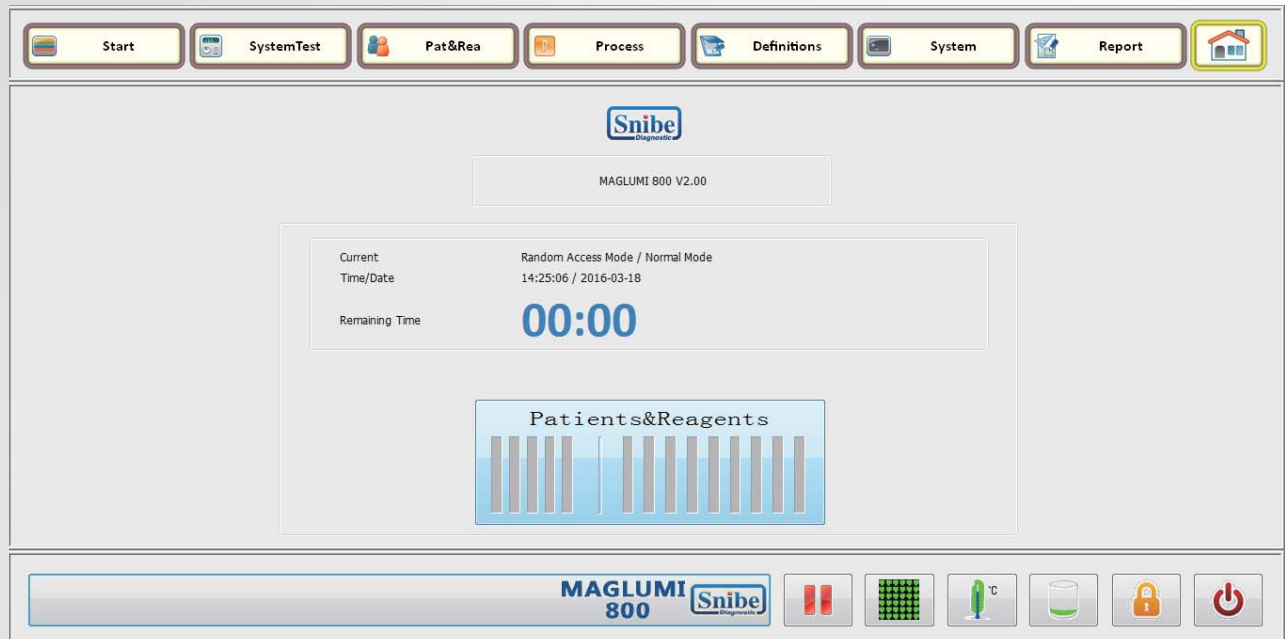 Start
SystemTest
Pat&Rea
Process
Definitions
System
Report
Snibe
Diagnostic
MAGLUMI 800 V2.00
Current Random Access Mode / Normal Mode
Time/Date 14:25:06 / 2016-03-18
Remaining Time 00:00
Patients&Reagents
MAGLUMI
800
Snibe
Diagnostic
°C